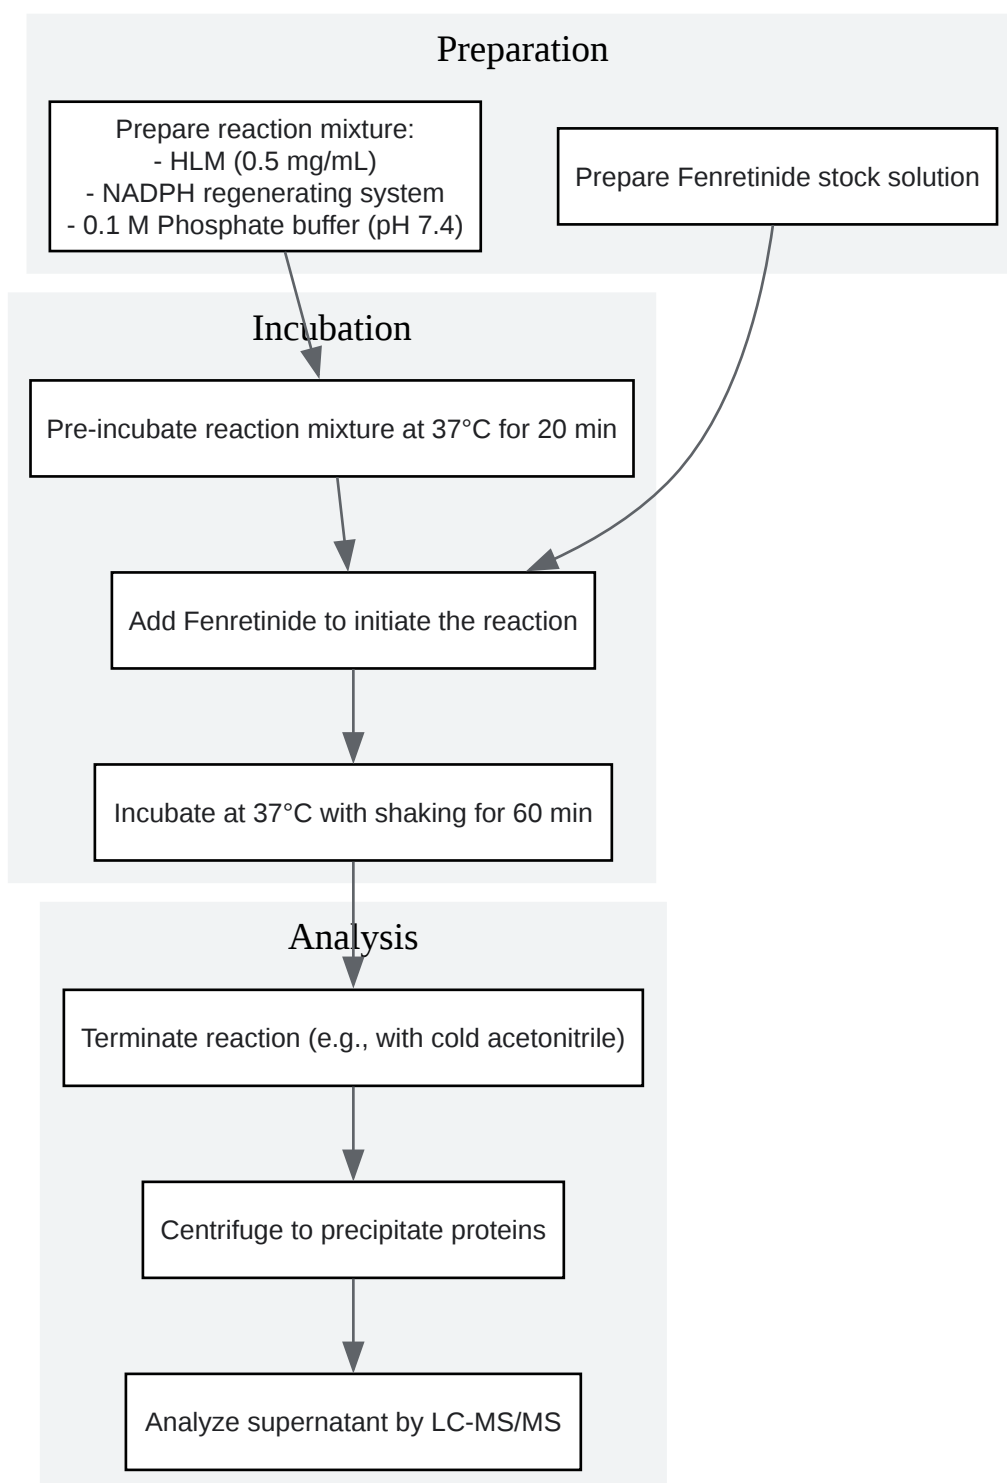 Preparation
Prepare reaction mixture:
- HLM (0.5 mg/mL)
- NADPH regenerating system
- 0.1 M Phosphate buffer (pH 7.4)
Prepare Fenretinide stock solution
Incubation
Pre-incubate reaction mixture at 37°C for 20 min
Add Fenretinide to initiate the reaction
Incubate at 37°C with shaking for 60 min
Analysis
Terminate reaction (e.g., with cold acetonitrile)
Centrifuge to precipitate proteins
Analyze supernatant by LC-MS/MS